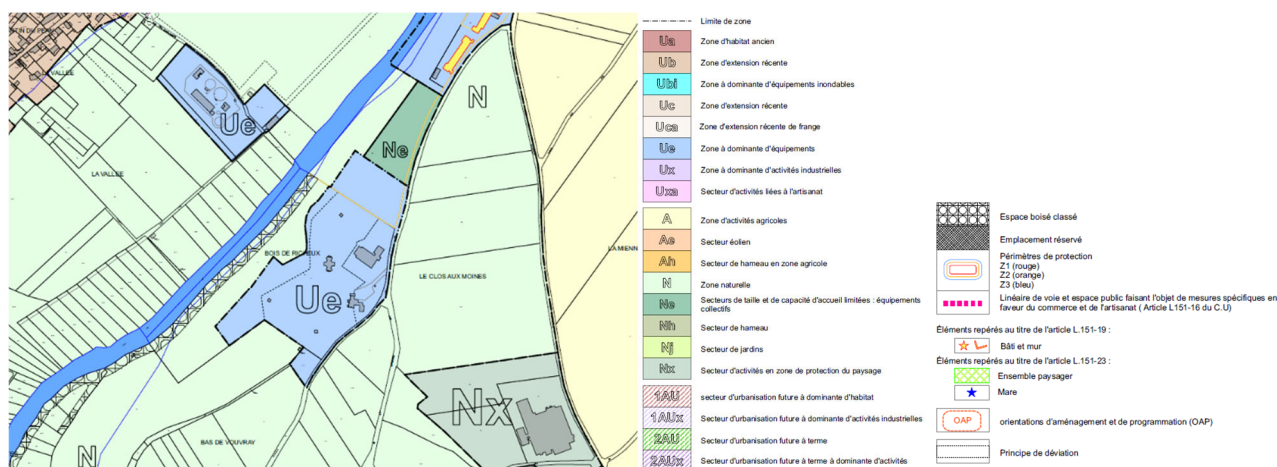 LA VALLEE
Ue
N
Ne
LA VALLEE
BOIS DE RICHEUX
LE CLOS AUX MOINES
Ue
Nx
BAS DE VOUVRAY
N
Limite de zone
Ua Zone d'habitat ancien
Ub Zone d'extension récente
Ubi Zone à dominante d'équipements inondables
Uc Zone d'extension récente
Uca Zone d'extension récente de frange
Ue Zone à dominante d'équipements
Ux Zone à dominante d'activités industrielles
Uxa Secteur d'activités liées à l'artisanat
A Zone d'activités agricoles
Ae Secteur éolien
Ah Secteur de hameau en zone agricole
N Zone naturelle
Ne Secteurs de taille et de capacité d'accueil limitées : équipements
collectifs
Nh Secteur de hameau
Nj Secteur de jardins
Nx Secteur d'activités en zone de protection du paysage
1AU secteur d'urbanisation future à dominante d'habitat
1AUx Secteur d'urbanisation future à dominante d'activités industrielles
2AU Secteur d'urbanisation future à terme
2AUx Secteur d'urbanisation future à terme à dominante d'activités
Espace boisé classé
Emplacement réservé
Périmètres de protection
Z1 (rouge)
Z2 (orange)
Z3 (bleu)
Linéaire de voie et espace public faisant l'objet de mesures spécifiques en
faveur du commerce et de l'artisanat ( Article L151-16 du C.U)
Éléments repérés au titre de l'article L.151-19 :
Bâti et mur
Éléments repérés au titre de l'article L.151-23 :
Ensemble paysager
Mare
OAP orientations d'aménagement et de programmation (OAP)
Principe de déviation